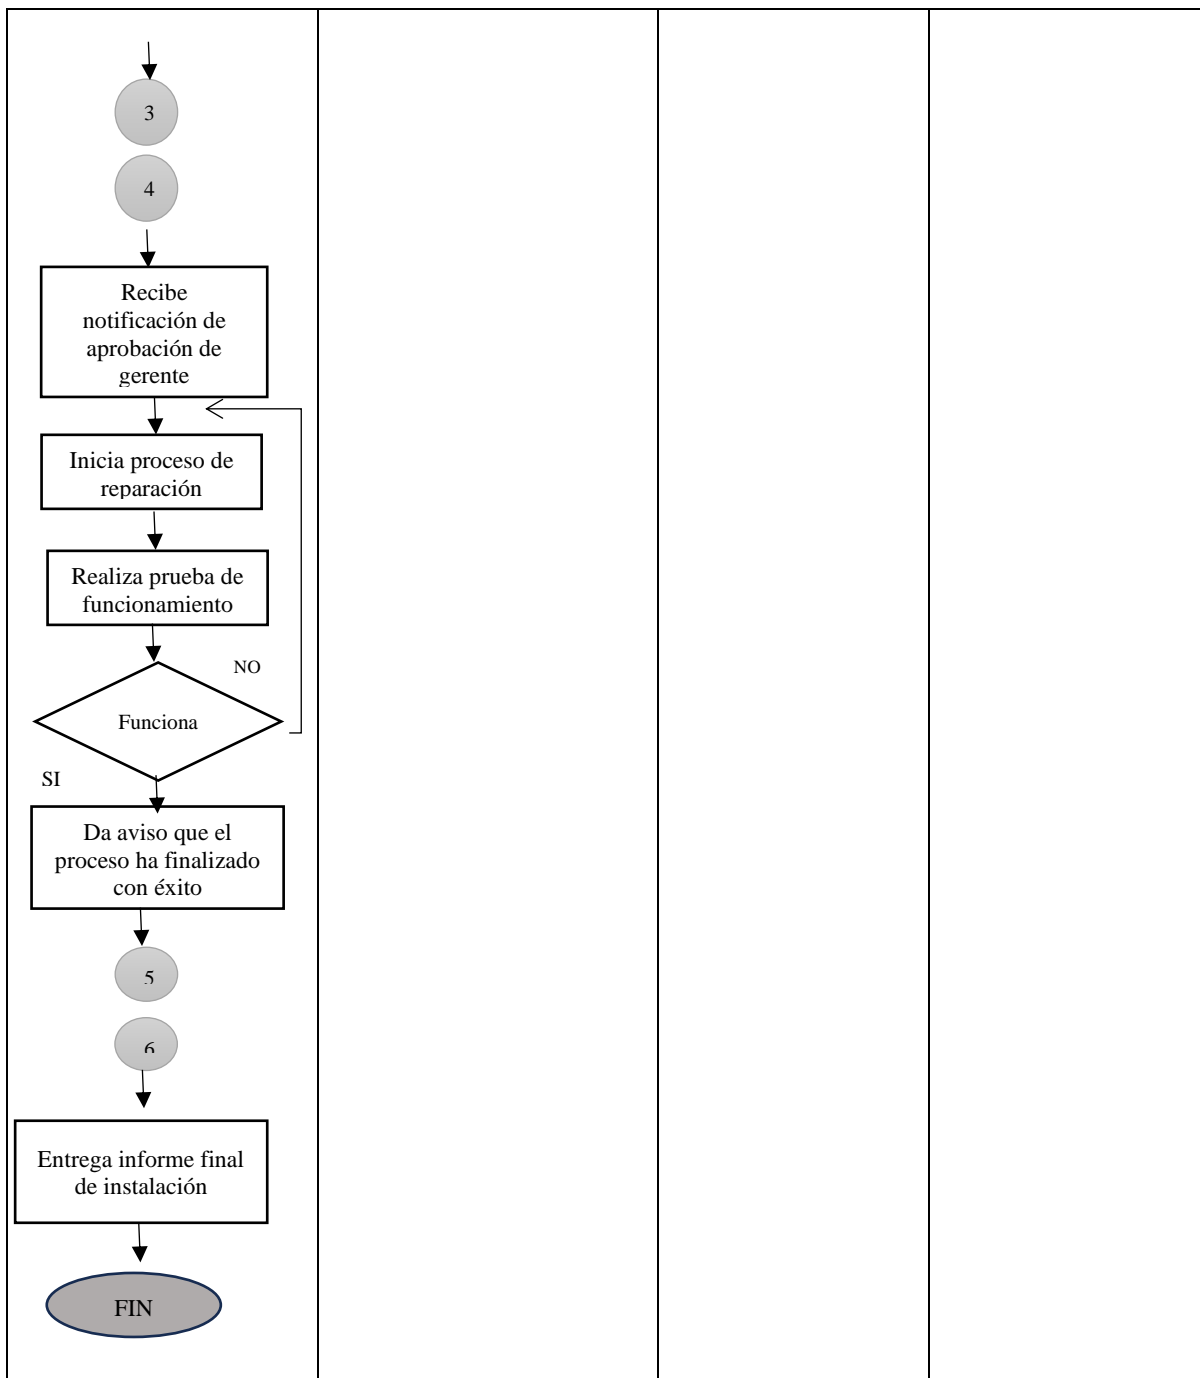 3
4
Recibe
notificación de
aprobación de
gerente
Inicia proceso de
reparación
Realiza prueba de
funcionamiento
NO
Funciona
SI
Da aviso que el
proceso ha finalizado
con éxito
5
6
Entrega informe final
de instalación
FIN